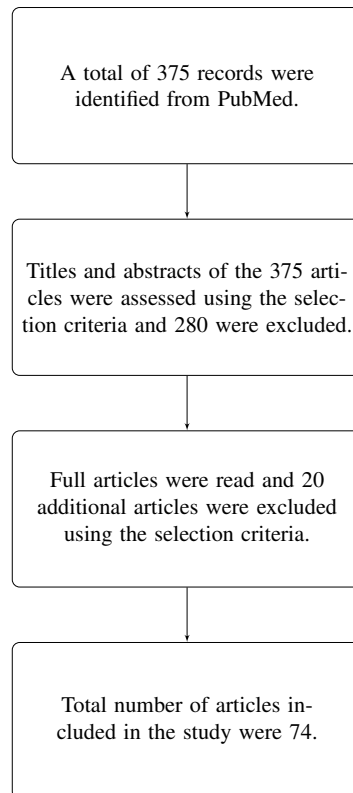 A total of 375 records were
identified from PubMed.
Titles and abstracts of the 375 arti-
cles were assessed using the selec-
tion criteria and 280 were excluded.
Full articles were read and 20
additional articles were excluded
using the selection criteria.
Total number of articles in-
cluded in the study were 74.